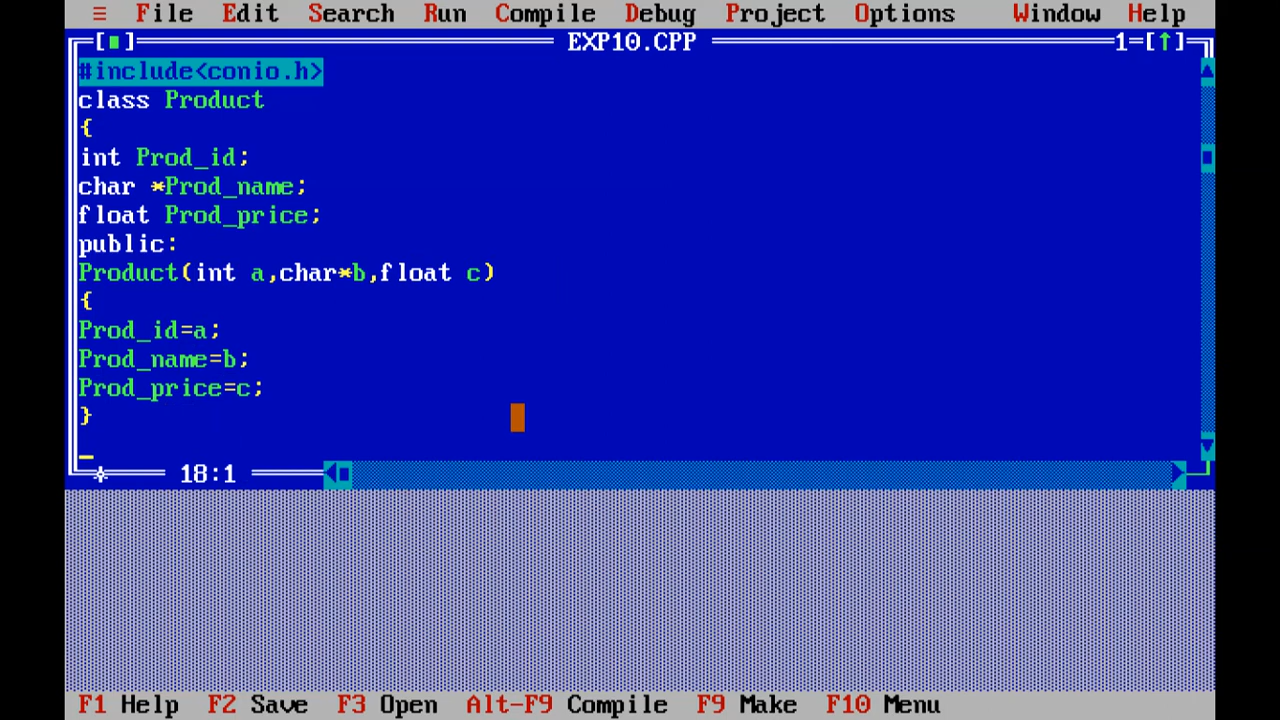 ≡ File Edit Search Run Compile Debug Project Options Window Help
[■] EXP10.CPP 1=[↑]
#include<conio.h>
class Product
{
int Prod_id;
char *Prod_name;
float Prod_price;
public:
Product(int a,char*b,float c)
{
Prod_id=a;
Prod_name=b;
Prod_price=c;
}
18:1
F1 Help F2 Save F3 Open Alt-F9 Compile F9 Make F10 Menu